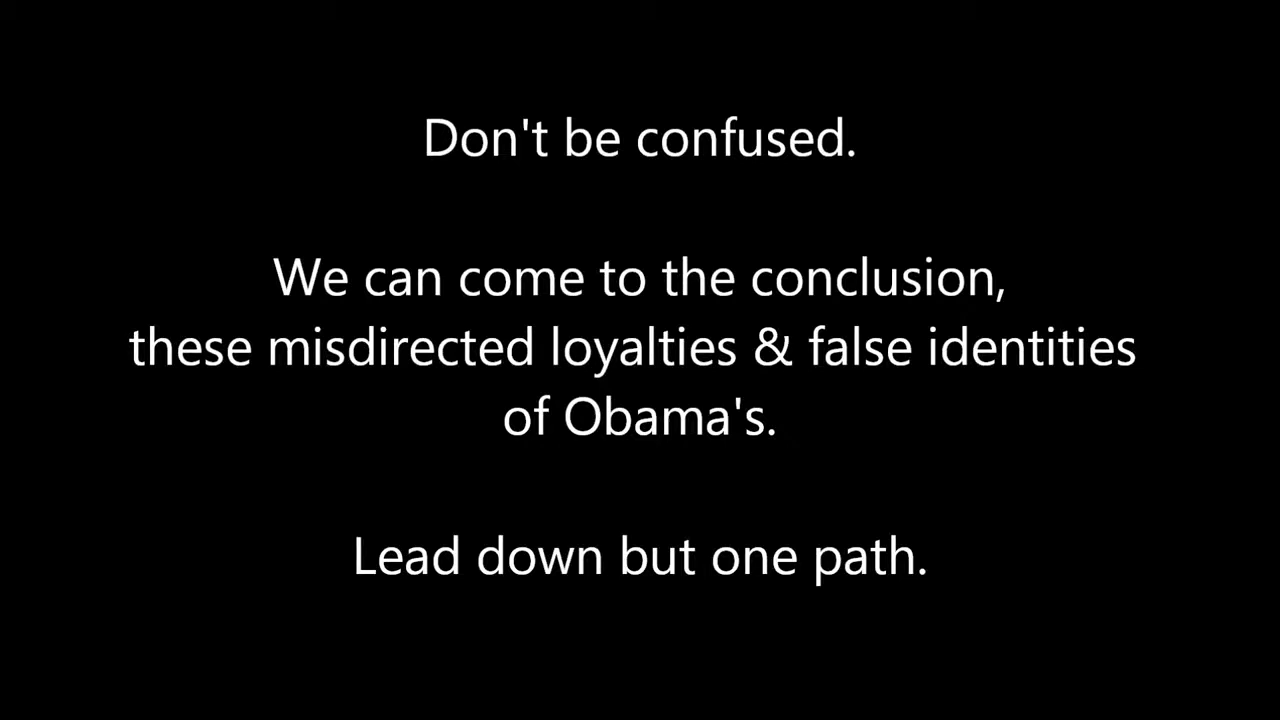 Don't be confused.
We can come to the conclusion,
these misdirected loyalties & false identities
of Obama's.
Lead down but one path.